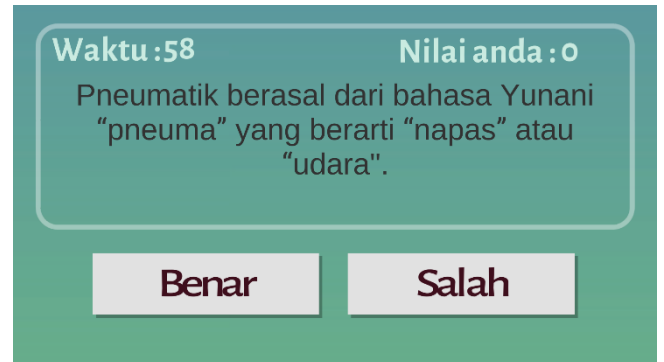 Waktu :58 Nilai anda : 0
Pneumatik berasal dari bahasa Yunani
“pneuma” yang berarti “napas” atau
“udara".
Benar Salah